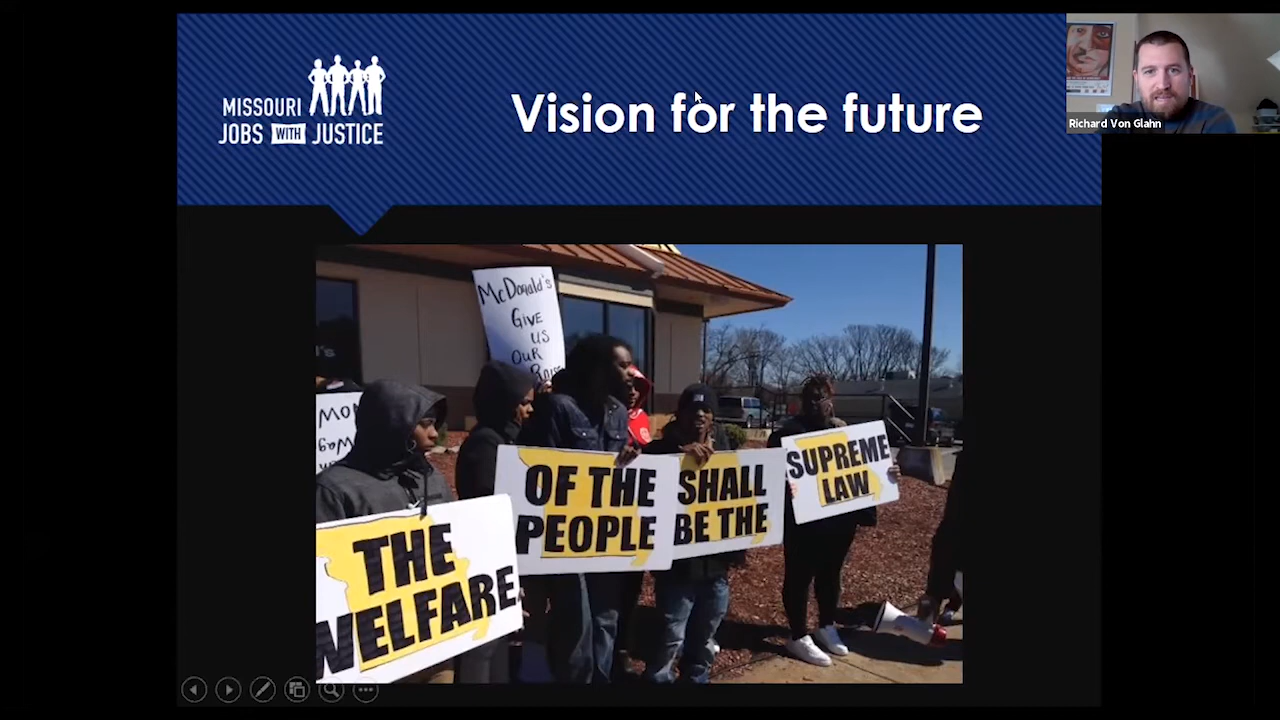 MISSOURI
JOBS WITH JUSTICE
Vision for the future
Richard Von Glahn
McDonald's
GIVE
US
OUR
Raise
THE
WELFARE
OF THE
PEOPLE
SHALL
BE THE
SUPREME
LAW